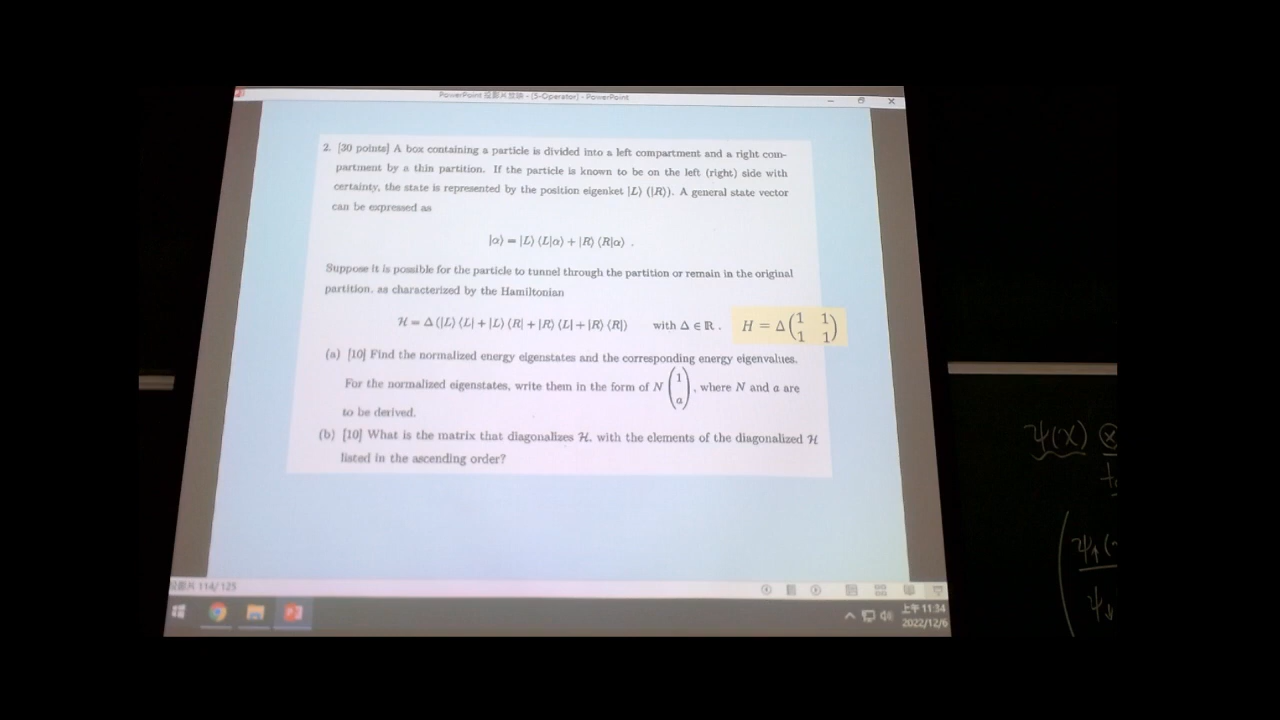 PowerPoint 投影片放映 - [5-Operator] - PowerPoint
2. [30 points] A box containing a particle is divided into a left compartment and a right com-
partment by a thin partition. If the particle is known to be on the left (right) side with
certainty, the state is represented by the position eigenket |L⟩ (|R⟩). A general state vector
can be expressed as
|α⟩ = |L⟩ ⟨L|α⟩ + |R⟩ ⟨R|α⟩ .
Suppose it is possible for the particle to tunnel through the partition or remain in the original
partition, as characterized by the Hamiltonian
ℋ = Δ (|L⟩ ⟨L| + |L⟩ ⟨R| + |R⟩ ⟨L| + |R⟩ ⟨R|) with Δ ∈ ℝ . H = Δ(1 1
1 1)
(a) [10] Find the normalized energy eigenstates and the corresponding energy eigenvalues.
For the normalized eigenstates, write them in the form of N (1
a), where N and a are
to be derived.
(b) [10] What is the matrix that diagonalizes ℋ, with the elements of the diagonalized ℋ
listed in the ascending order?
投影片 114/125
上午 11:34
2022/12/6
ψ(x) ⊗
ψ↑(
ψ↓